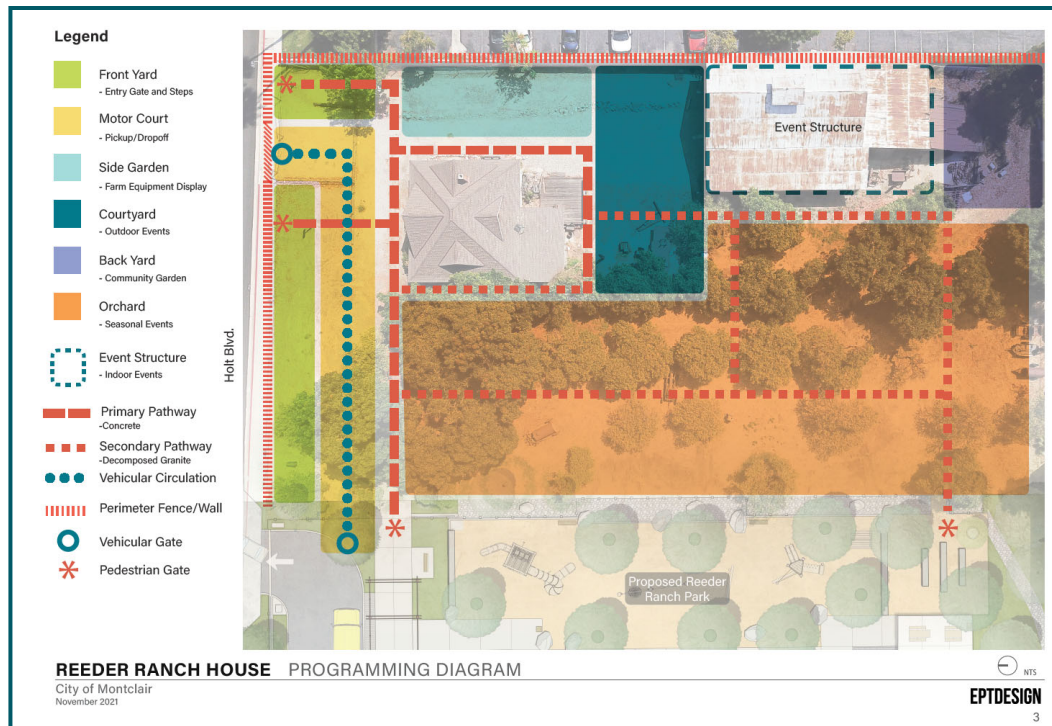 Legend
Front Yard
- Entry Gate and Steps
Motor Court
- Pickup/Dropoff
Side Garden
- Farm Equipment Display
Courtyard
- Outdoor Events
Back Yard
- Community Garden
Orchard
- Seasonal Events
Event Structure
- Indoor Events
Primary Pathway
-Concrete
Secondary Pathway
-Decomposed Granite
Vehicular Circulation
Perimeter Fence/Wall
Vehicular Gate
Pedestrian Gate
Holt Blvd.
Event Structure
Proposed Reeder
Ranch Park
REEDER RANCH HOUSE PROGRAMMING DIAGRAM
City of Montclair
November 2021
NTS
EPTDESIGN
3